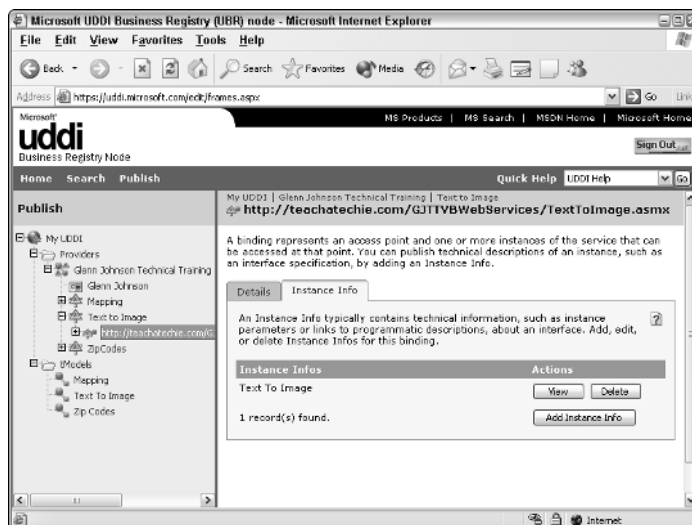 Microsoft UDDI Business Registry (UBR) node - Microsoft Internet Explorer
File Edit View Favorites Tools Help
Back Search Favorites Media
Address https://uddi.microsoft.com/edit/frames.aspx Go Link
Microsoft
uddi
Business Registry Node
MS Products | MS Search | MSDN Home | Microsoft Home
Sign Out
Home Search Publish Quick Help UDDI Help Go
Publish
My UDDI
Providers
Glenn Johnson Technical Training
Glenn Johnson
Mapping
Text to Image
http://teachatechie.com/G
ZipCodes
tModels
Mapping
Text To Image
Zip Codes
My UDDI | Glenn Johnson Technical Training | Text to Image
http://teachatechie.com/GJTTVBWebServices/TextToImage.asmx
A binding represents an access point and one or more instances of the service that can
be accessed at that point. You can publish technical descriptions of an instance, such as
an interface specification, by adding an Instance Info.
Details Instance Info
An Instance Info typically contains technical information, such as instance
parameters or links to programmatic descriptions, about an interface. Add, edit,
or delete Instance Infos for this binding.
Instance Infos Actions
Text To Image View Delete
1 record(s) found. Add Instance Info
Internet